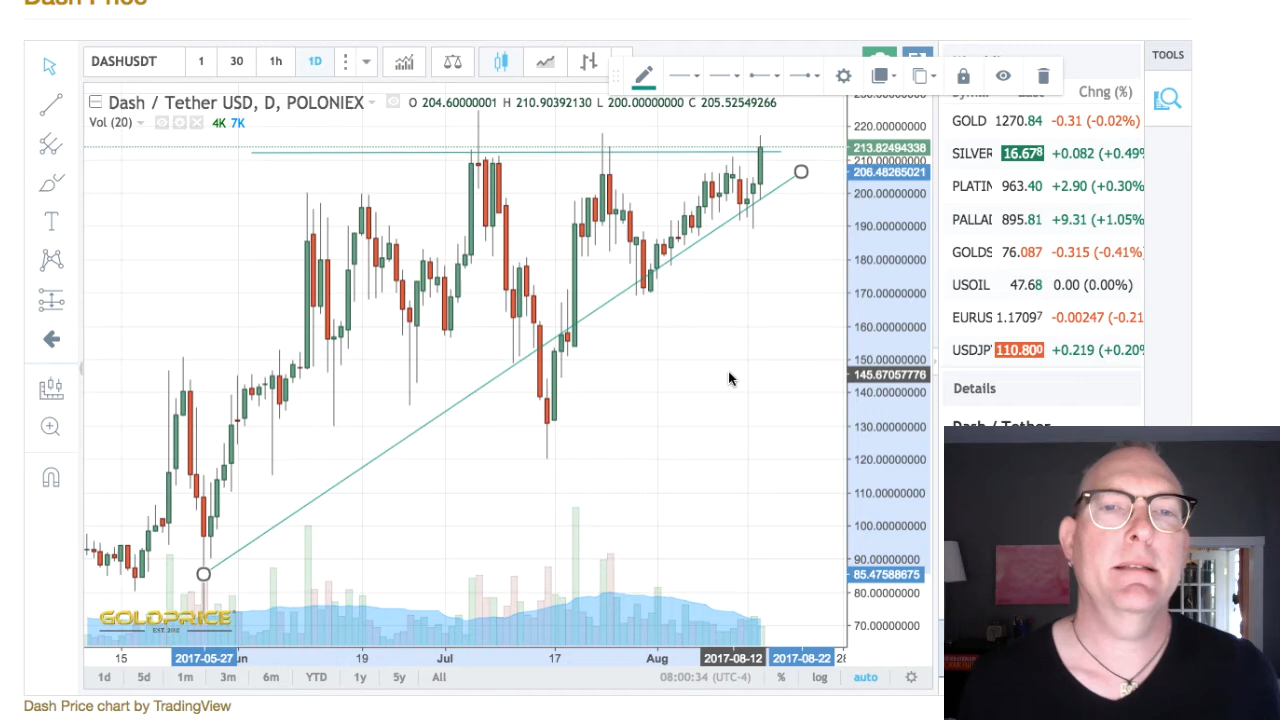 Dash Price
DASHUSDT 1 30 1h 1D
TOOLS
Dash / Tether USD, D, POLONIEX O 204.60000001 H 210.90392130 L 200.00000000 C 205.52549266
Vol (20) 4K 7K
Chng (%)
GOLD 1270.84 -0.31 (-0.02%)
SILVER 16.678 +0.082 (+0.49%
PLATIN 963.40 +2.90 (+0.30%
PALLAI 895.81 +9.31 (+1.05%
GOLDS 76.087 -0.315 (-0.41%)
USOIL 47.68 0.00 (0.00%)
EURUS 1.17097 -0.00247 (-0.21
USDJP 110.800 +0.219 (+0.20%
Details
Dash / Tether
220.00000000
213.82494338
210.00000000
206.48265021
200.00000000
190.00000000
180.00000000
170.00000000
160.00000000
150.00000000
145.67057776
140.00000000
130.00000000
120.00000000
110.00000000
100.00000000
90.00000000
85.47588675
80.00000000
70.00000000
GOLDPRICE
EST. 2002
15 2017-05-27 un 19 Jul 17 Aug 2017-08-12 2017-08-22 28
1d 5d 1m 3m 6m YTD 1y 5y All 08:00:34 (UTC-4) % log auto
Dash Price chart by TradingView